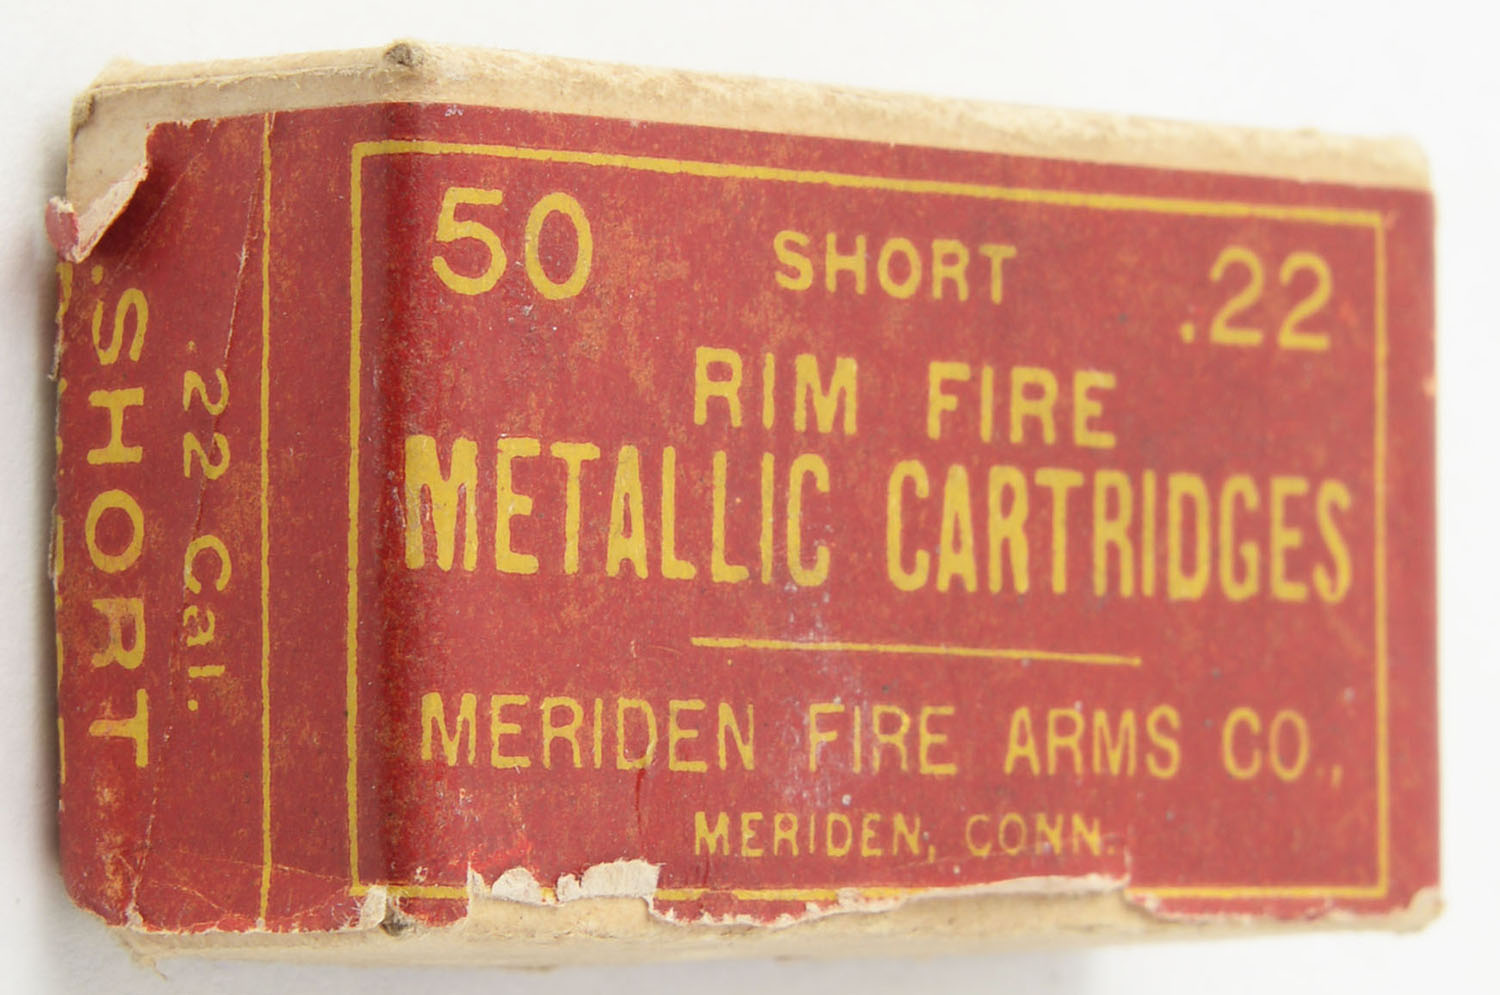 50 SHORT .22
RIM FIRE
METALLIC CARTRIDGES
MERIDEN FIRE ARMS CO.,
MERIDEN, CONN.
.22 Cal.
SHORT